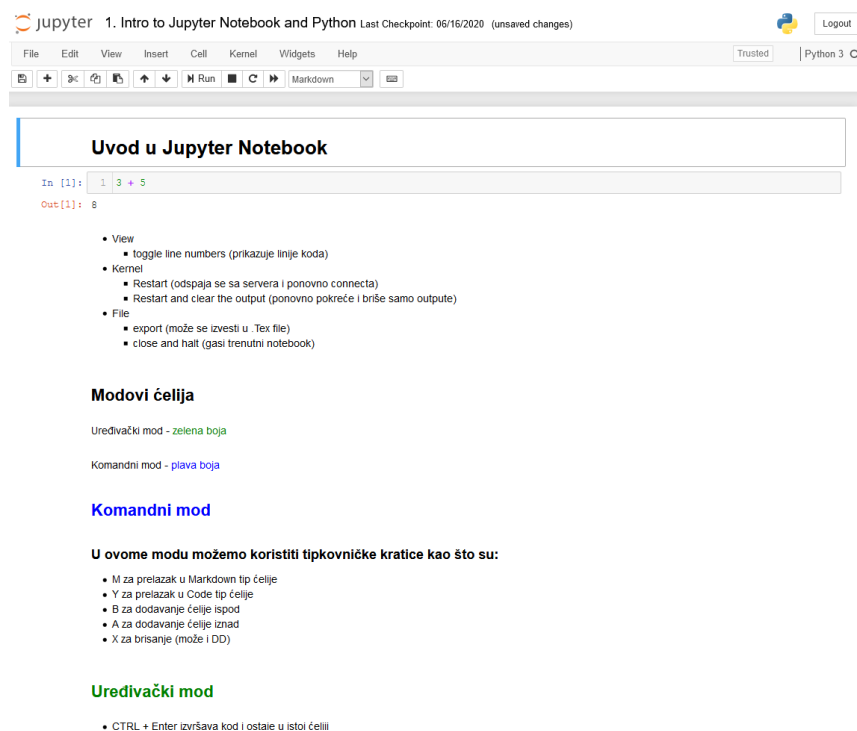 jupyter 1. Intro to Jupyter Notebook and Python Last Checkpoint: 06/16/2020 (unsaved changes) Logout
File Edit View Insert Cell Kernel Widgets Help Trusted Python 3
Run Markdown
Uvod u Jupyter Notebook
In [1]: 1 3 + 5
Out[1]: 8
• View
▪ toggle line numbers (prikazuje linije koda)
• Kernel
▪ Restart (odspaja se sa servera i ponovno connecta)
▪ Restart and clear the output (ponovno pokreće i briše samo outpute)
• File
▪ export (može se izvesti u .Tex file)
▪ close and halt (gasi trenutni notebook)
Modovi ćelija
Uređivački mod - zelena boja
Komandni mod - plava boja
Komandni mod
U ovome modu možemo koristiti tipkovničke kratice kao što su:
• M za prelazak u Markdown tip ćelije
• Y za prelazak u Code tip ćelije
• B za dodavanje ćelije ispod
• A za dodavanje ćelije iznad
• X za brisanje (može i DD)
Uređivački mod
• CTRL + Enter izvršava kod i ostaje u istoj ćeliji